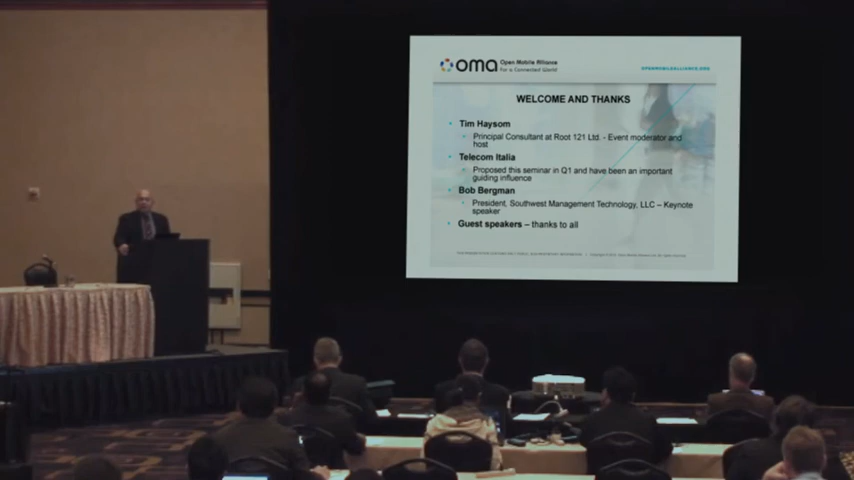 oma Open Mobile Alliance
For a Connected World
OPENMOBILEALLIANCE.ORG
WELCOME AND THANKS
Tim Haysom
Principal Consultant at Root 121 Ltd. - Event moderator and
host
Telecom Italia
Proposed this seminar in Q1 and have been an important
guiding influence
Bob Bergman
President, Southwest Management Technology, LLC – Keynote
speaker
Guest speakers – thanks to all